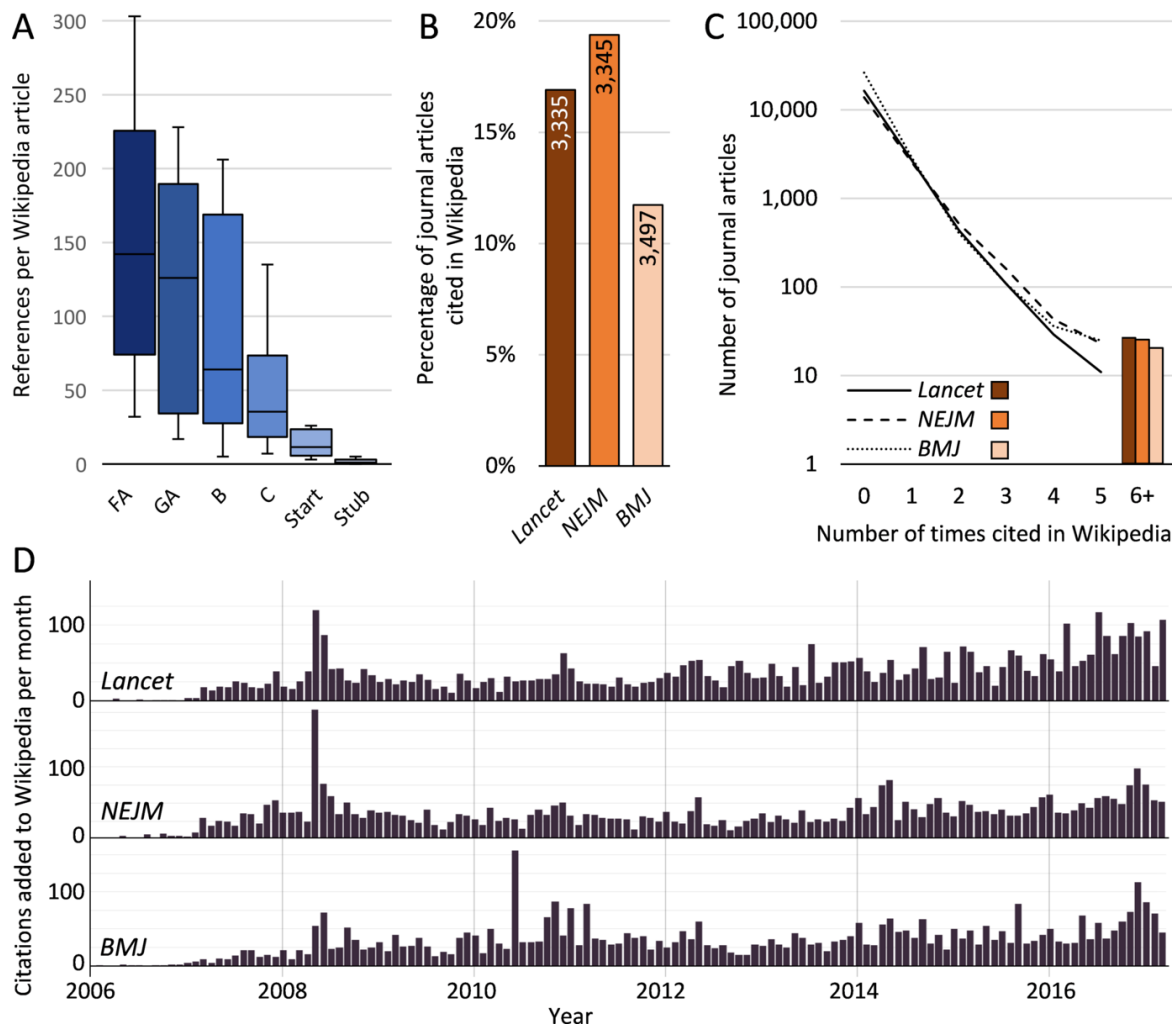 A
References per Wikipedia article
300
250
200
150
100
50
0
FA
GA
B
C
Start
Stub
B
Percentage of journal articles
cited in Wikipedia
20%
15%
10%
5%
0%
3,335
3,345
3,497
Lancet
NEJM
BMJ
C
Number of journal articles
100,000
10,000
1,000
100
10
1
Lancet
NEJM
BMJ
0 1 2 3 4 5 6+
Number of times cited in Wikipedia
D
Citations added to Wikipedia per month
100
0
Lancet
100
0
NEJM
100
0
BMJ
2006 2008 2010 2012 2014 2016
Year